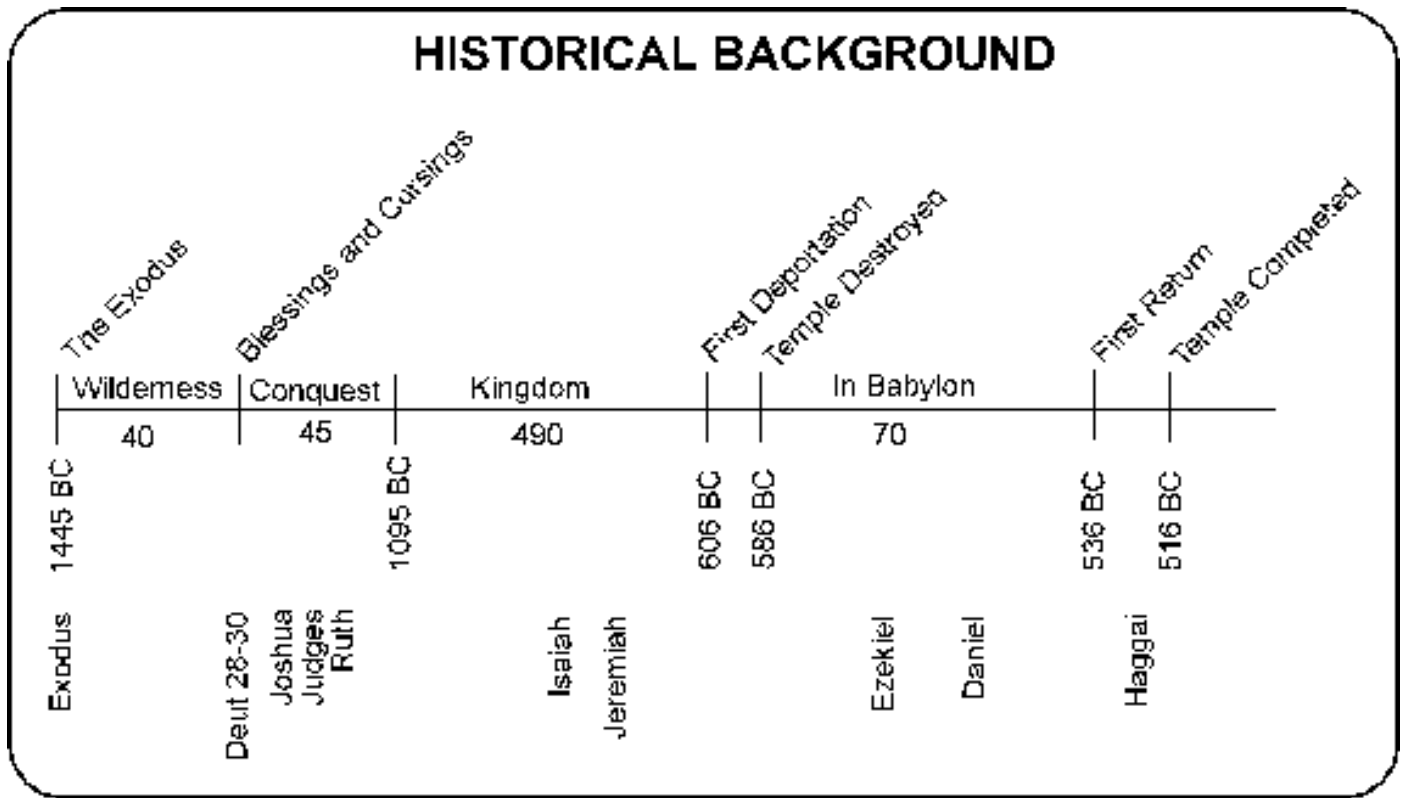 HISTORICAL BACKGROUND
The Exodus
Blessings and Cursings
First Deportation
Temple Destroyed
First Return
Temple Completed
Wilderness
Conquest
Kingdom
In Babylon
40
45
490
70
1445 BC
1095 BC
606 BC
586 BC
536 BC
516 BC
Exodus
Deut 28-30
Joshua
Judges
Ruth
Isaiah
Jeremiah
Ezekiel
Daniel
Haggai